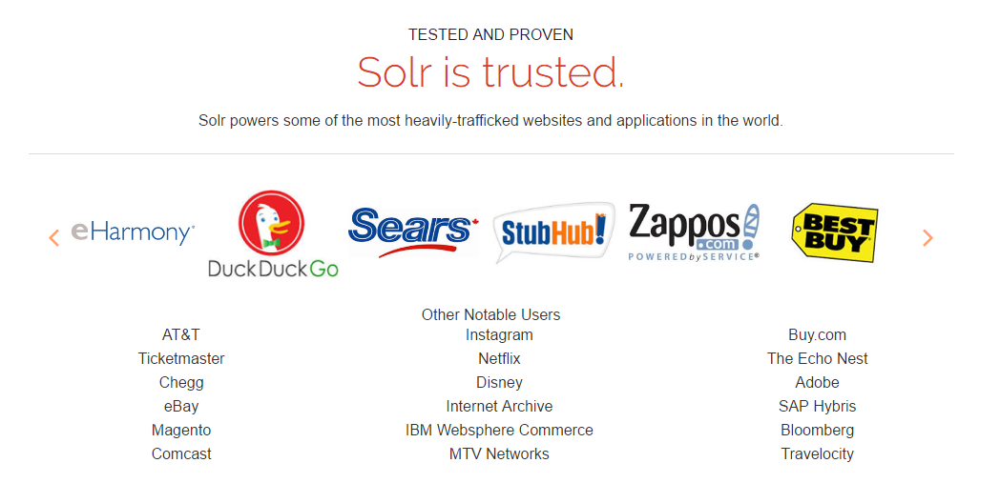 TESTED AND PROVEN
Solr is trusted.
Solr powers some of the most heavily-trafficked websites and applications in the world.
eHarmony®
DuckDuckGo
Sears
StubHub!
Zappos
.com
POWERED by SERVICE®
BEST
BUY
Other Notable Users
AT&T Instagram Buy.com
Ticketmaster Netflix The Echo Nest
Chegg Disney Adobe
eBay Internet Archive SAP Hybris
Magento IBM Websphere Commerce Bloomberg
Comcast MTV Networks Travelocity